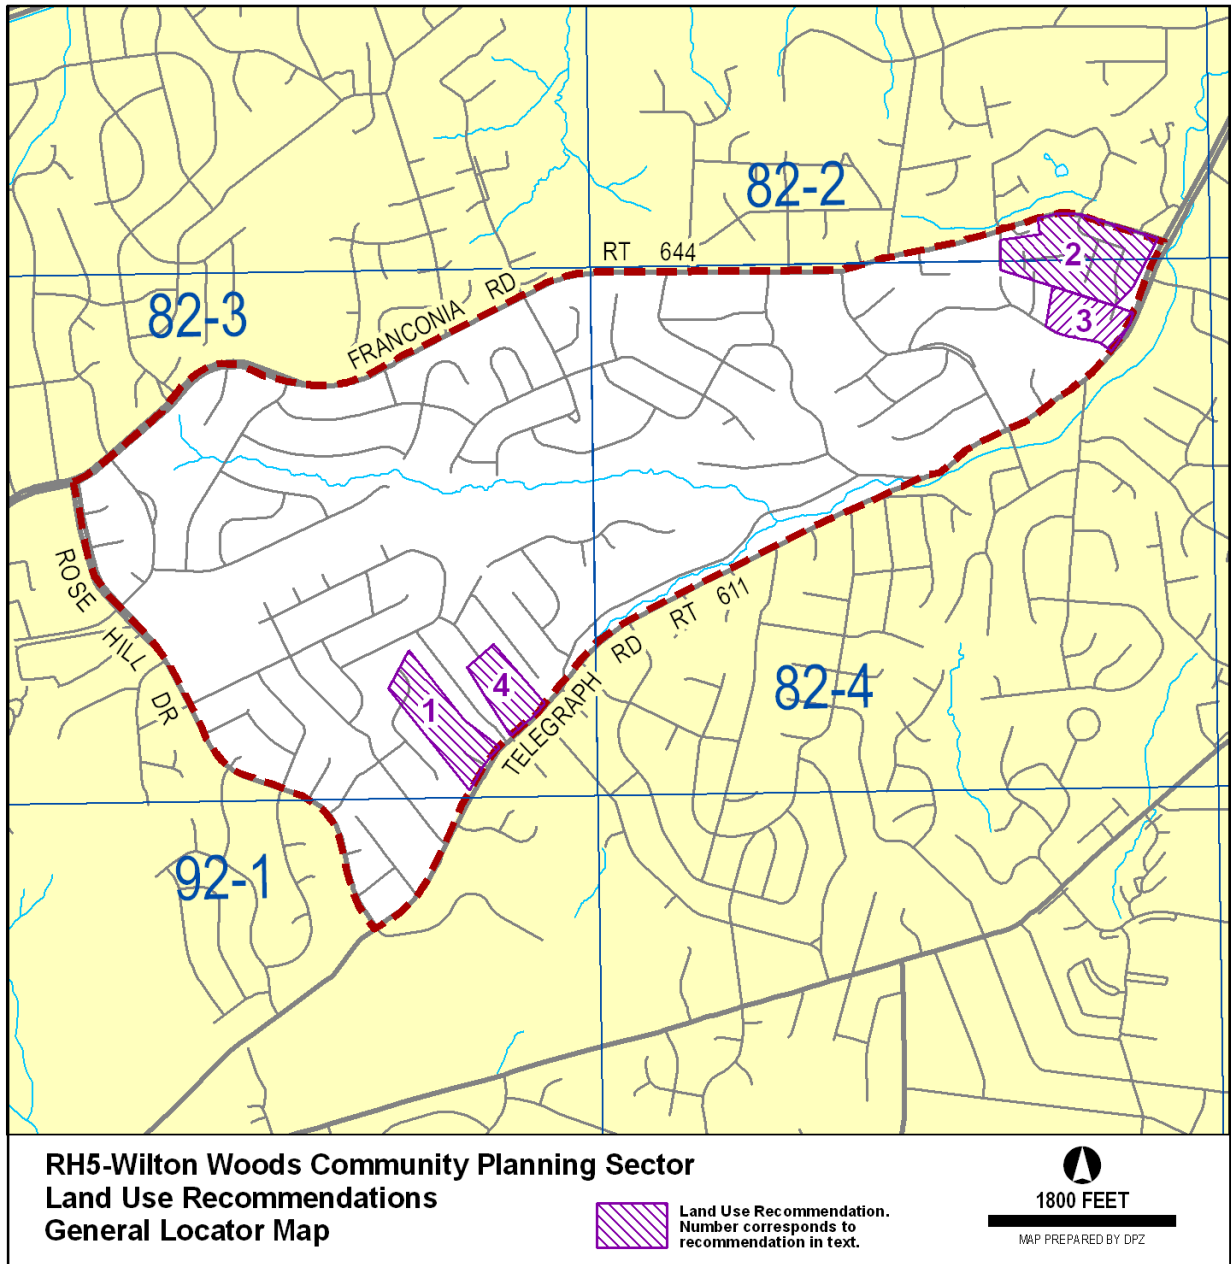 82-2
2
RT 644
3
FRANCONIA RD
82-3
ROSE HILL DR
RT 611
TELEGRAPH RD
4
1
82-4
92-1
RH5-Wilton Woods Community Planning Sector
Land Use Recommendations
General Locator Map
Land Use Recommendation.
Number corresponds to
recommendation in text.
1800 FEET
MAP PREPARED BY DPZ